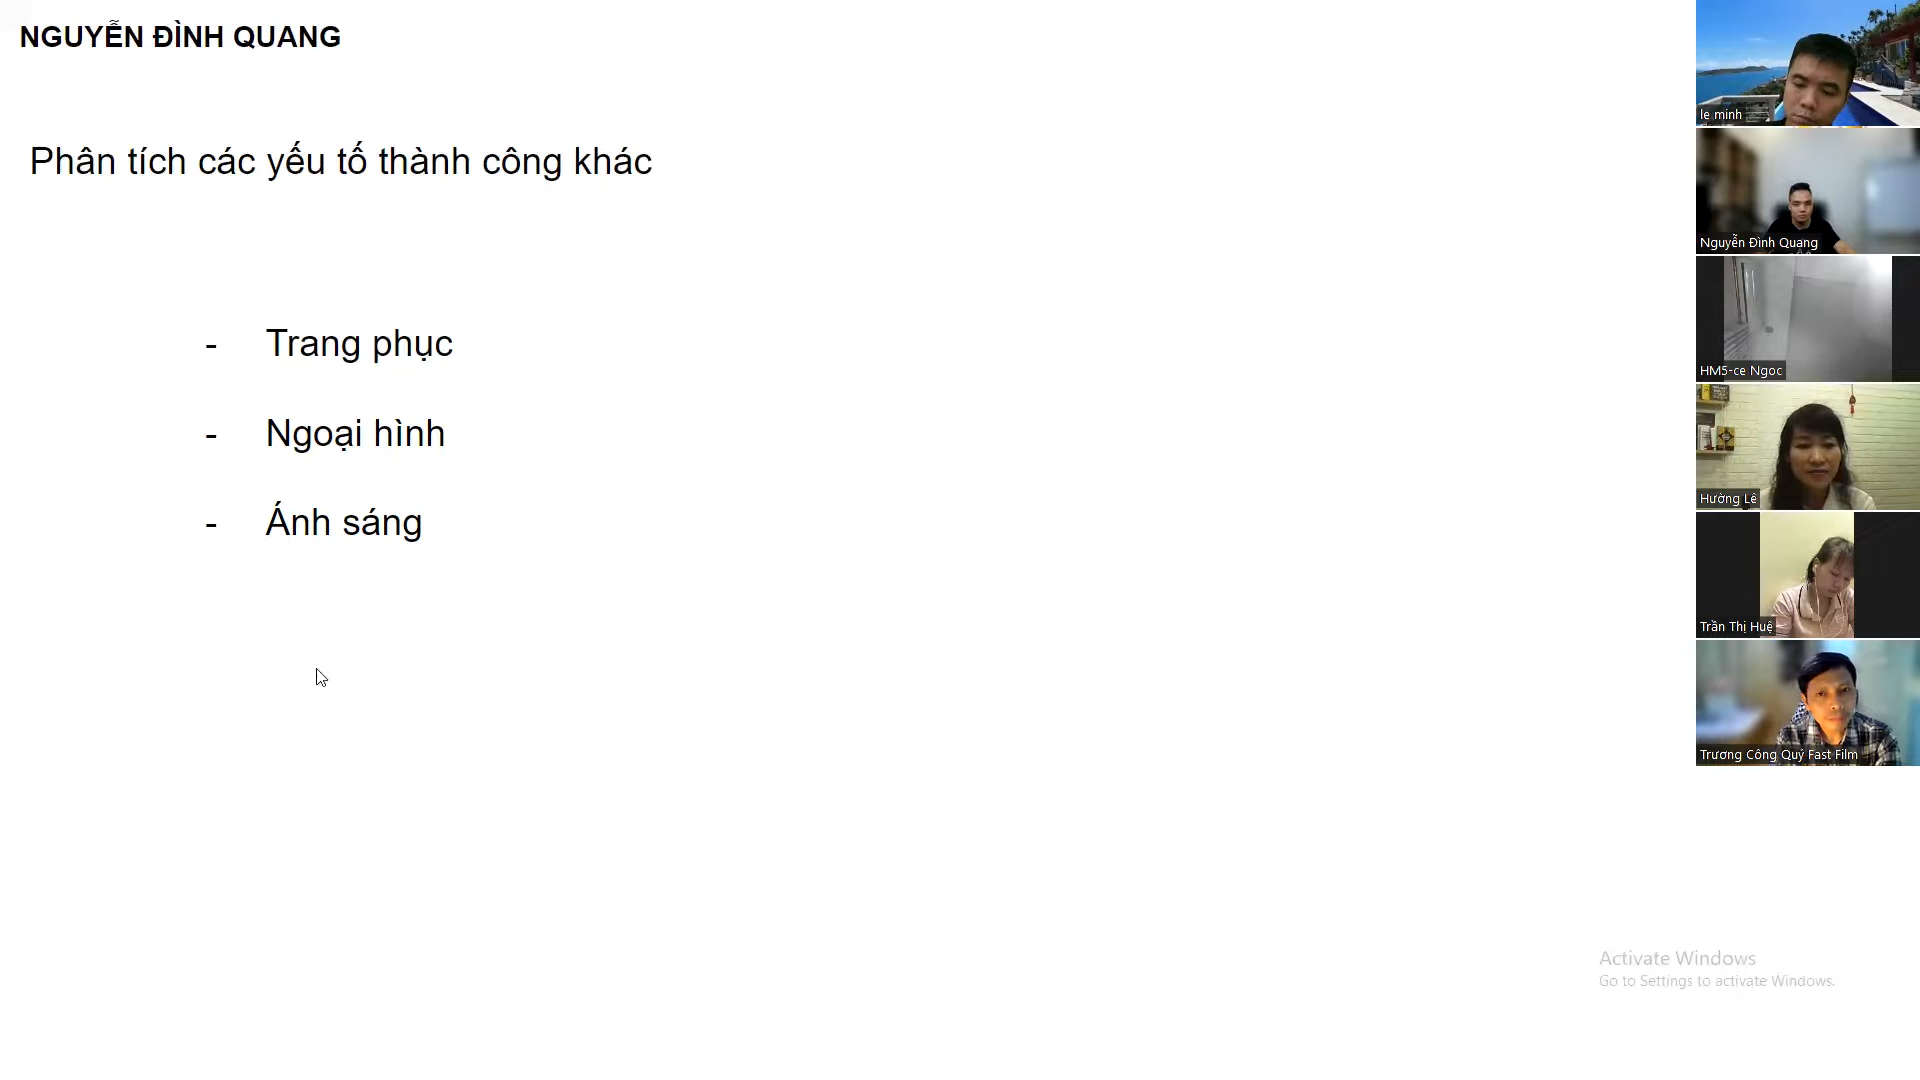 NGUYỄN ĐÌNH QUANG
Phân tích các yếu tố thành công khác
- Trang phục
- Ngoại hình
- Ánh sáng
le minh
Nguyễn Đình Quang
HM5-ce Ngoc
Hường Lê
Trần Thị Huệ
Trương Công Quý Fast Film
Activate Windows
Go to Settings to activate Windows.